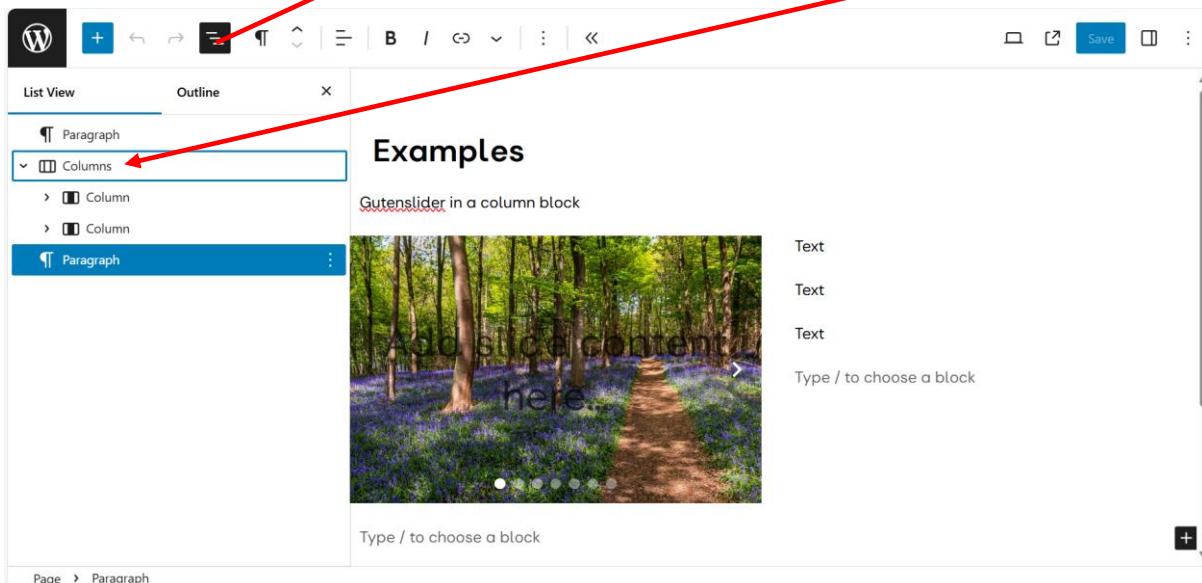 B I
Save
List View Outline
Paragraph
Columns
Column
Column
Paragraph
Examples
Gutenslider in a column block
Add slide content
here...
Text
Text
Text
Type / to choose a block
Type / to choose a block
Page > Paragraph